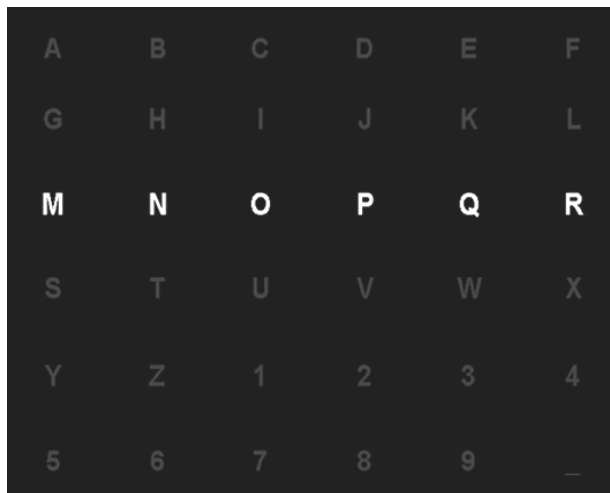 A B C D E F
G H I J K L
M N O P Q R
S T U V W X
Y Z 1 2 3 4
5 6 7 8 9 _